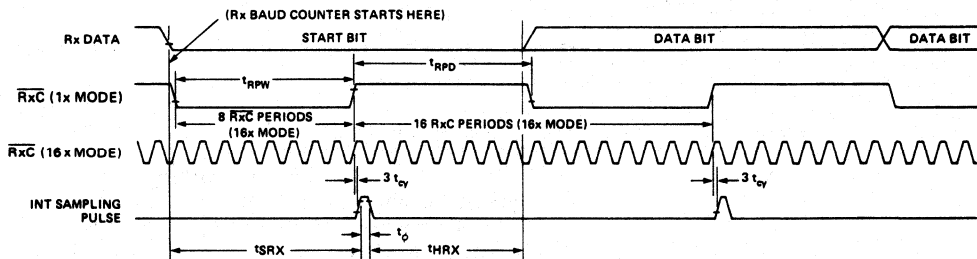 (Rx BAUD COUNTER STARTS HERE)
Rx DATA
START BIT
DATA BIT
DATA BIT
tRPW
tRPD
RxC (1x MODE)
8 RxC PERIODS
(16x MODE)
16 RxC PERIODS (16x MODE)
RxC (16x MODE)
3 tcy
3 tcy
INT SAMPLING
PULSE
tϕ
tSRX
tHRX